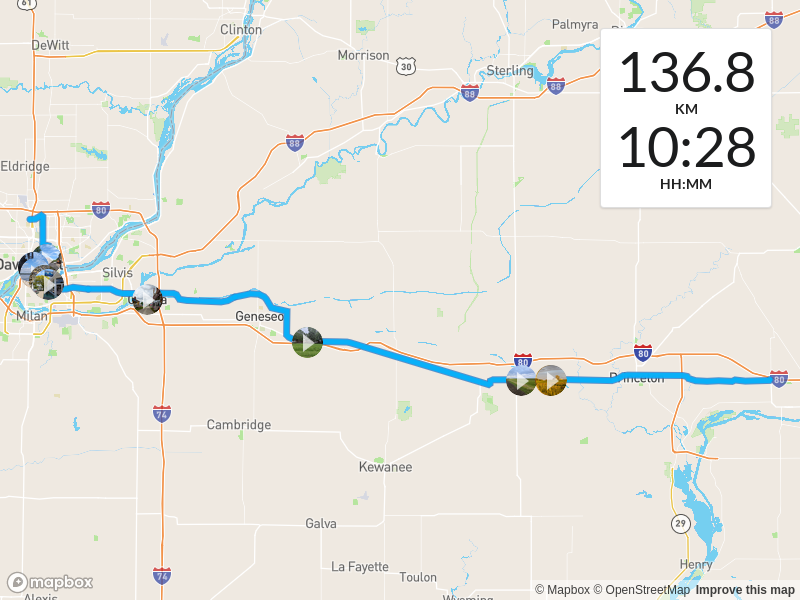 61
Clinton
Palmyra
88
DeWitt
Morrison
30
Sterling
88
88
136.8
KM
10:28
HH:MM
88
Eldridge
80
Silvis
Milan
Geneseo
80
80
Princeton
80
74
Cambridge
Kewanee
Galva
29
La Fayette
Henry
74
Toulon
mapbox
© Mapbox © OpenStreetMap Improve this map
Alexis
Wyoming